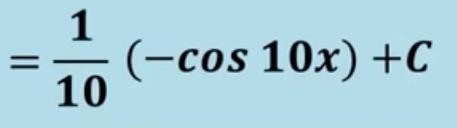 = 1/10 (−cos 10x) +C